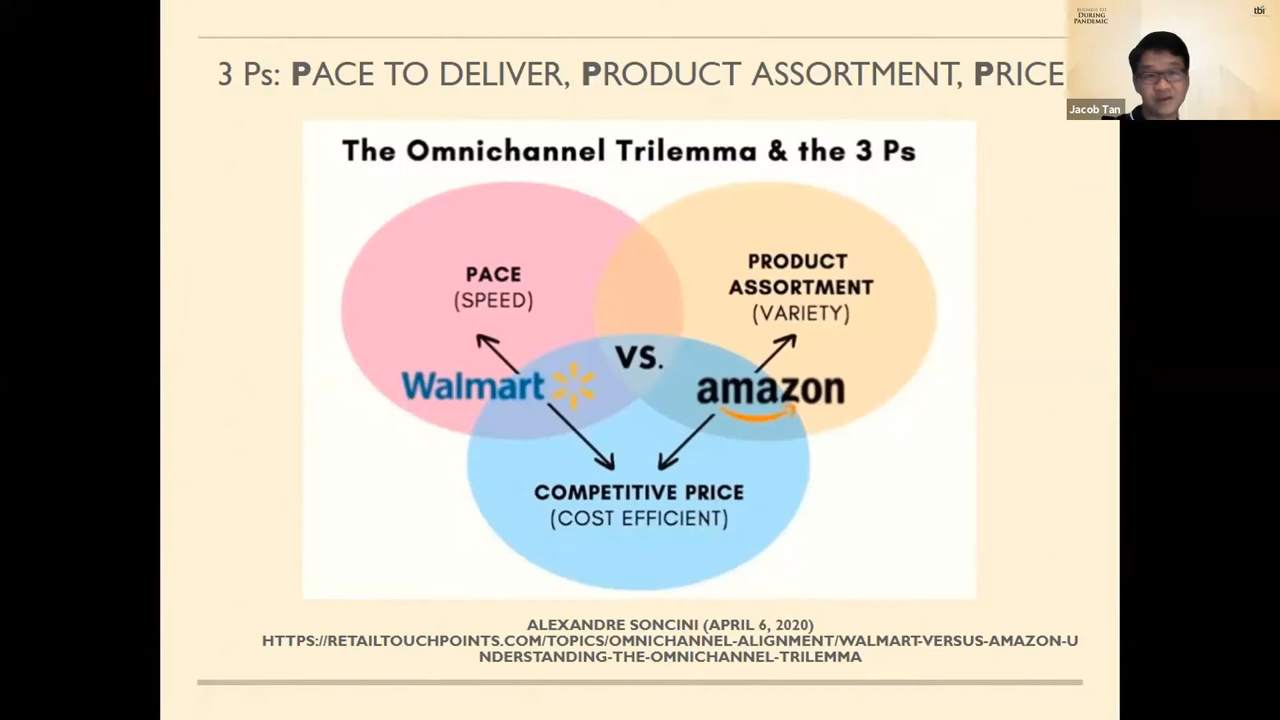 3 Ps: PACE TO DELIVER, PRODUCT ASSORTMENT, PRICE
BUSINESS 101
DURING
PANDEMIC
tbi
Jacob Tan
The Omnichannel Trilemma & the 3 Ps
PACE
(SPEED)
PRODUCT
ASSORTMENT
(VARIETY)
VS.
Walmart
amazon
COMPETITIVE PRICE
(COST EFFICIENT)
ALEXANDRE SONCINI (APRIL 6, 2020)
HTTPS://RETAILTOUCHPOINTS.COM/TOPICS/OMNICHANNEL-ALIGNMENT/WALMART-VERSUS-AMAZON-U
NDERSTANDING-THE-OMNICHANNEL-TRILEMMA